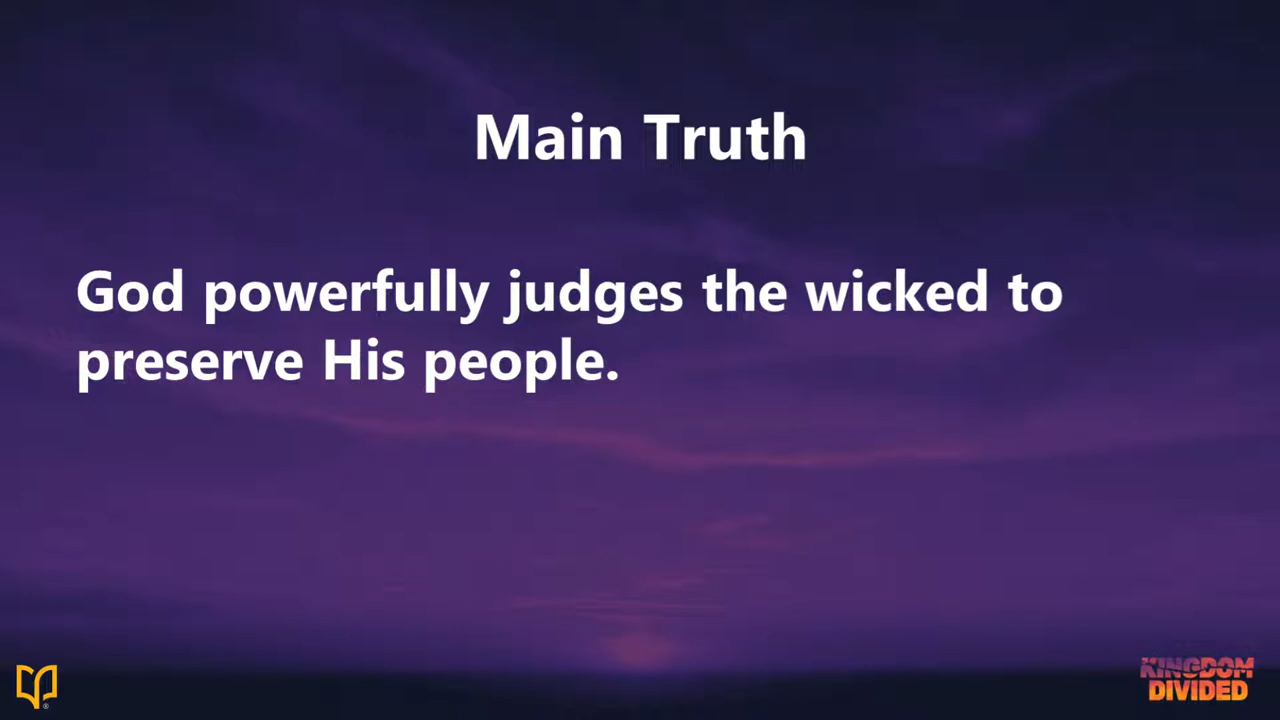 Main Truth
God powerfully judges the wicked to
preserve His people.
®
KINGDOM
DIVIDED